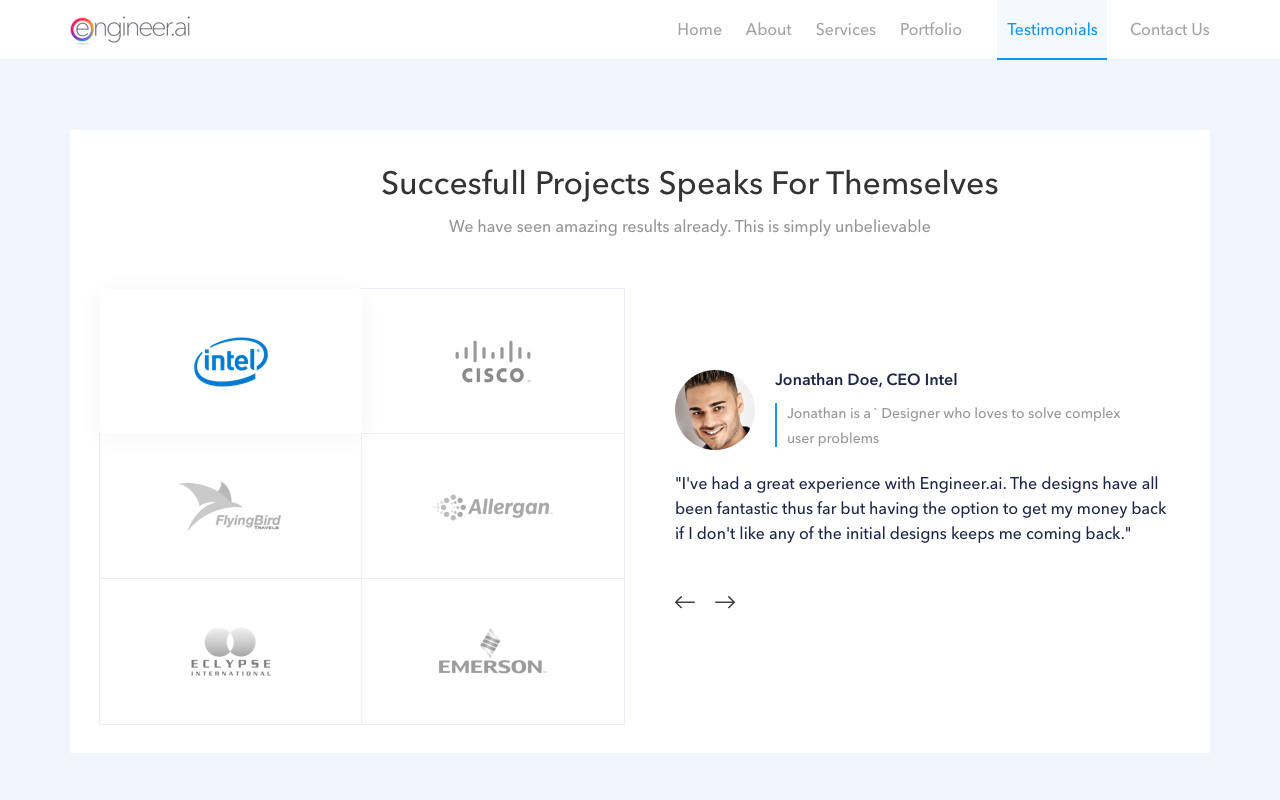 engineer.ai
Home About Services Portfolio Testimonials Contact Us
Succesfull Projects Speaks For Themselves
We have seen amazing results already. This is simply unbelievable
intel
CISCO
FlyingBird
TRAVELS
Allergan
ECLYPSE
INTERNATIONAL
EMERSON
Jonathan Doe, CEO Intel
Jonathan is a ` Designer who loves to solve complex
user problems
"I've had a great experience with Engineer.ai. The designs have all
been fantastic thus far but having the option to get my money back
if I don't like any of the initial designs keeps me coming back."